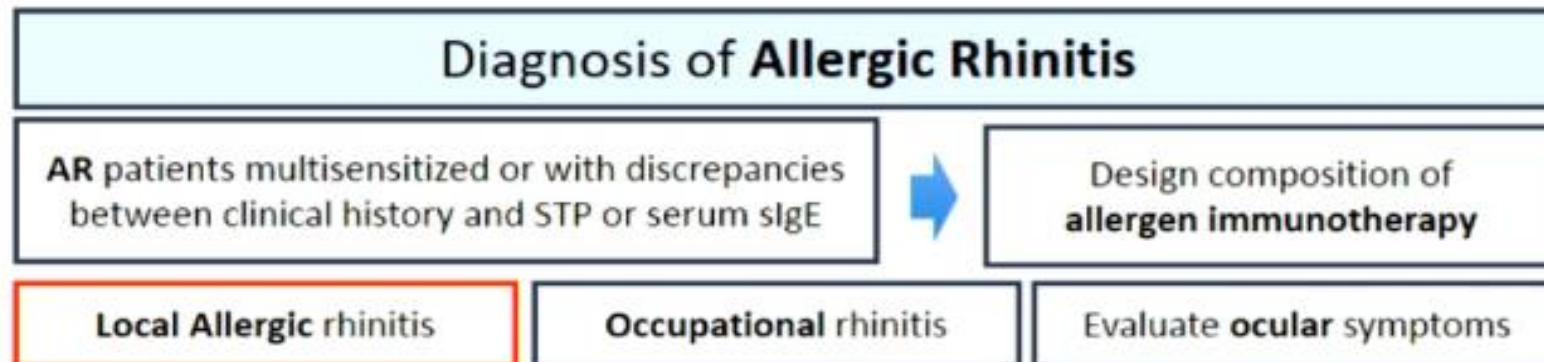 Diagnosis of Allergic Rhinitis
AR patients multisensitized or with discrepancies
between clinical history and STP or serum sIgE
Design composition of
allergen immunotherapy
Local Allergic rhinitis
Occupational rhinitis
Evaluate ocular symptoms